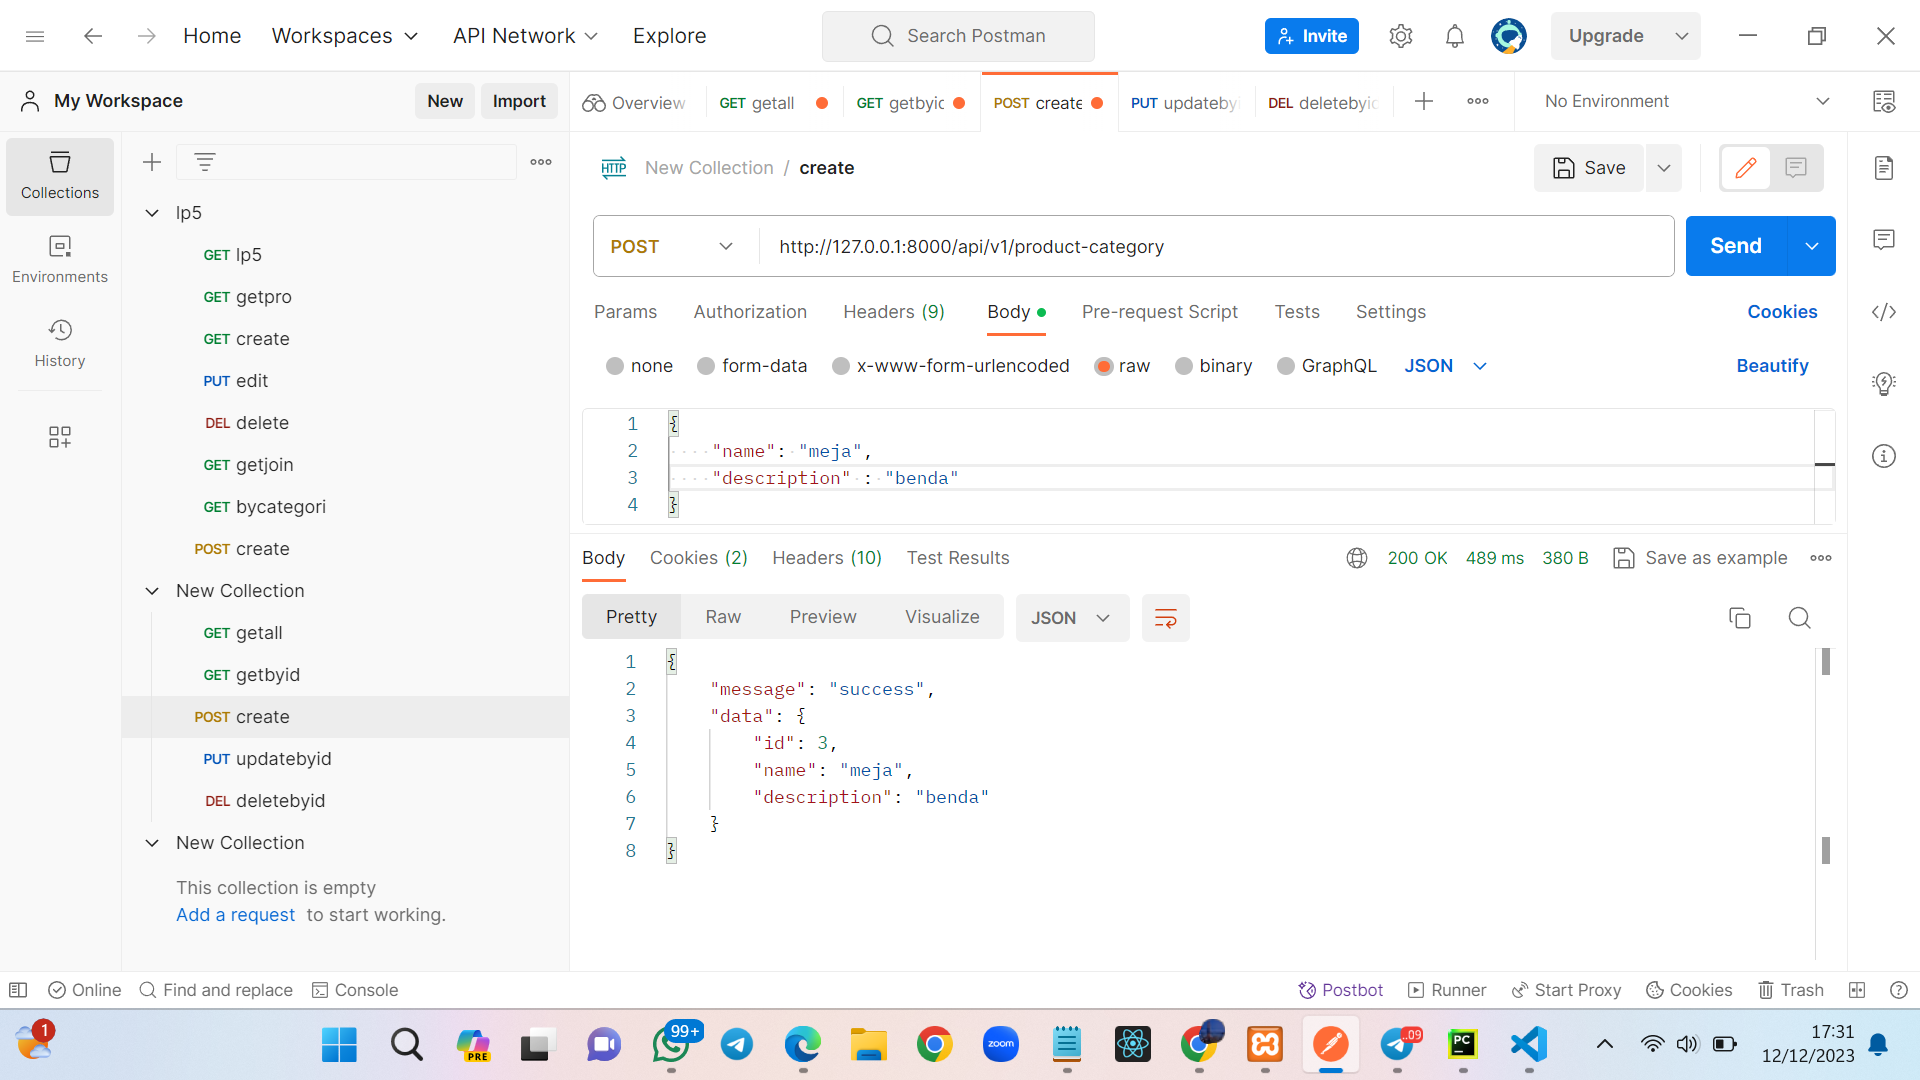 Home Workspaces API Network Explore Search Postman Invite Upgrade
My Workspace New Import Overview GET getall GET getbyic POST create PUT updateby DEL deletebyic No Environment
Collections
Environments
History
lp5
GET lp5
GET getpro
POST create
PUT edit
DEL delete
GET getjoin
GET bycategori
POST create
New Collection
GET getall
GET getbyid
POST create
PUT updatebyid
DEL deletebyid
New Collection
This collection is empty
Add a request to start working.
HTTP New Collection / create Save
POST http://127.0.0.1:8000/api/v1/product-category Send
Params Authorization Headers (9) Body Pre-request Script Tests Settings Cookies
none form-data x-www-form-urlencoded raw binary GraphQL JSON Beautify
1 {
2 "name": "meja",
3 "description" : "benda"
4 }
Body Cookies (2) Headers (10) Test Results 200 OK 489 ms 380 B Save as example
Pretty Raw Preview Visualize JSON
1 {
2 "message": "success",
3 "data": {
4 "id": 3,
5 "name": "meja",
6 "description": "benda"
7 }
8 }
Online Find and replace Console Postbot Runner Start Proxy Cookies Trash
1 PRE 99+ zoom .09 PC 17:31
12/12/2023